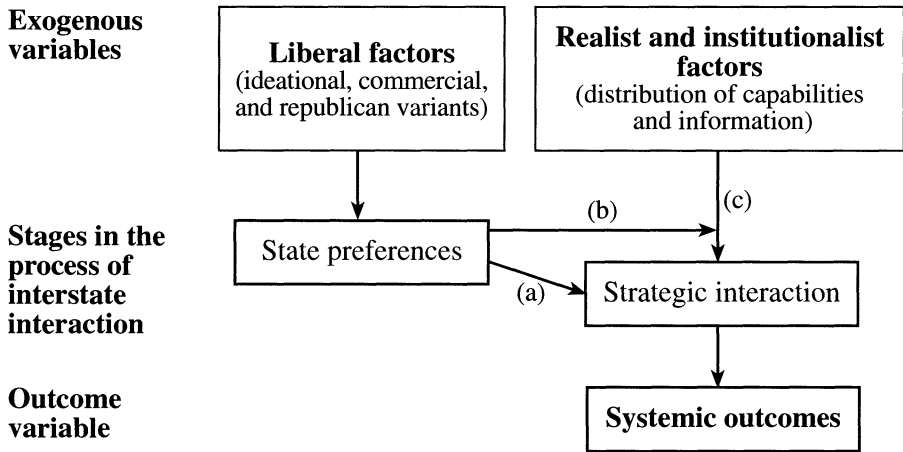 Exogenous
variables
Liberal factors
(ideational, commercial,
and republican variants)
Realist and institutionalist
factors
(distribution of capabilities
and information)
(c)
(b)
Stages in the
process of
interstate
interaction
State preferences
(a)
Strategic interaction
Outcome
variable
Systemic outcomes